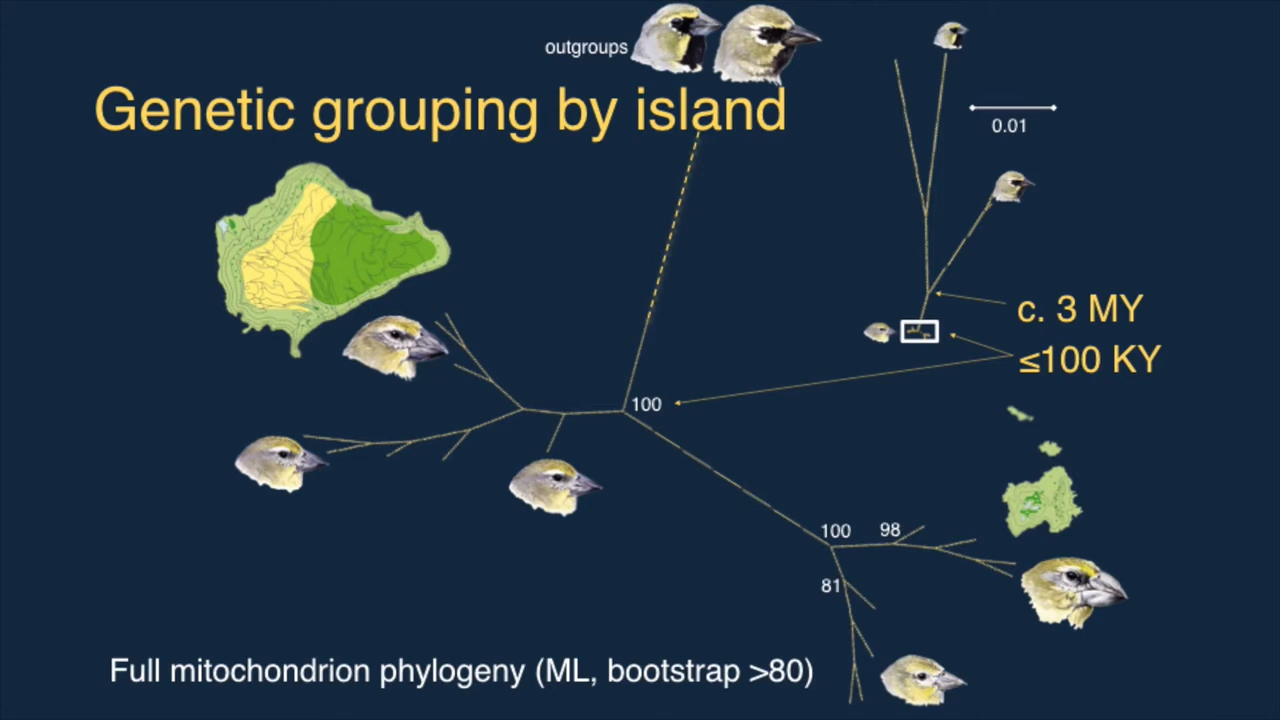 outgroups
Genetic grouping by island
0.01
c. 3 MY
≤100 KY
100
100
98
81
Full mitochondrion phylogeny (ML, bootstrap >80)